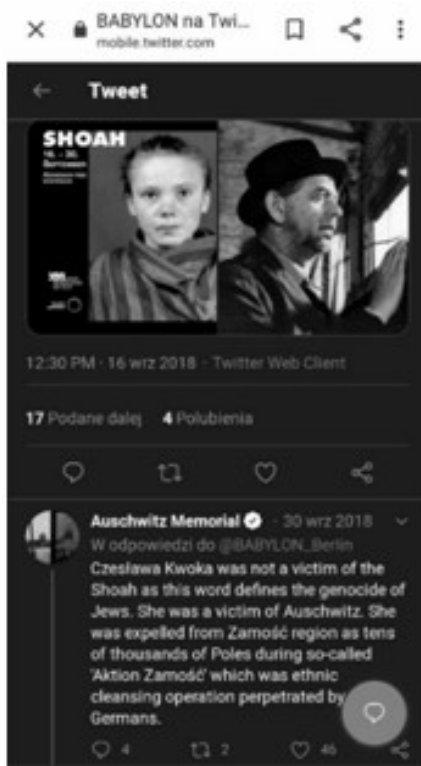 BABYLON na Twi...
mobile.twitter.com
Tweet
SHOAH
16. - 30.
SEPTEMBER
12:30 PM · 16 wrz 2018 · Twitter Web Client
17 Podane dalej 4 Polubienia
Auschwitz Memorial · 30 wrz 2018
W odpowiedzi do @BABYLON_Berlin
Czesława Kwoka was not a victim of the
Shoah as this word defines the genocide of
Jews. She was a victim of Auschwitz. She
was expelled from Zamość region as tens
of thousands of Poles during so-called
'Aktion Zamość' which was ethnic
cleansing operation perpetrated by
Germans.
4 2 46